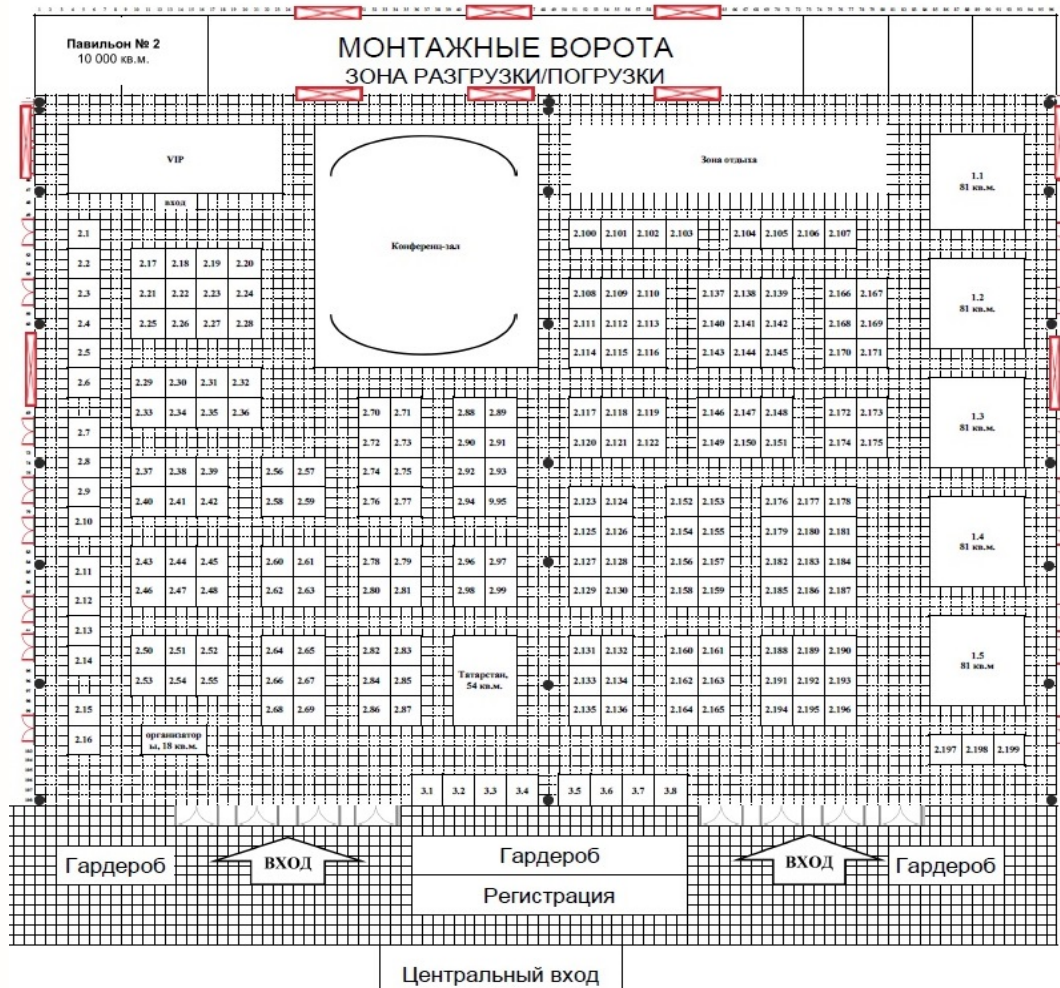 Павильон № 2
10 000 кв.м.
МОНТАЖНЫЕ ВОРОТА
ЗОНА РАЗГРУЗКИ/ПОГРУЗКИ
VIP
вход
Конференц-зал
Зона отдыха
1.1
81 кв.м.
1.2
81 кв.м.
1.3
81 кв.м.
1.4
81 кв.м.
1.5
81 кв.м
2.1
2.2
2.3
2.4
2.5
2.6
2.7
2.8
2.9
2.10
2.11
2.12
2.13
2.14
2.15
2.16
2.17 2.18 2.19 2.20
2.21 2.22 2.23 2.24
2.25 2.26 2.27 2.28
2.29 2.30 2.31 2.32
2.33 2.34 2.35 2.36
2.37 2.38 2.39
2.40 2.41 2.42
2.43 2.44 2.45
2.46 2.47 2.48
2.50 2.51 2.52
2.53 2.54 2.55
организатор
ы, 18 кв.м.
2.56 2.57
2.58 2.59
2.60 2.61
2.62 2.63
2.64 2.65
2.66 2.67
2.68 2.69
2.70 2.71
2.72 2.73
2.74 2.75
2.76 2.77
2.78 2.79
2.80 2.81
2.82 2.83
2.84 2.85
2.86 2.87
2.88 2.89
2.90 2.91
2.92 2.93
2.94 9.95
2.96 2.97
2.98 2.99
Татарстан,
54 кв.м.
2.100 2.101 2.102 2.103
2.104 2.105 2.106 2.107
2.108 2.109 2.110
2.111 2.112 2.113
2.114 2.115 2.116
2.117 2.118 2.119
2.120 2.121 2.122
2.123 2.124
2.125 2.126
2.127 2.128
2.129 2.130
2.131 2.132
2.133 2.134
2.135 2.136
2.137 2.138 2.139
2.140 2.141 2.142
2.143 2.144 2.145
2.146 2.147 2.148
2.149 2.150 2.151
2.152 2.153
2.154 2.155
2.156 2.157
2.158 2.159
2.160 2.161
2.162 2.163
2.164 2.165
2.166 2.167
2.168 2.169
2.170 2.171
2.172 2.173
2.174 2.175
2.176 2.177 2.178
2.179 2.180 2.181
2.182 2.183 2.184
2.185 2.186 2.187
2.188 2.189 2.190
2.191 2.192 2.193
2.194 2.195 2.196
2.197 2.198 2.199
3.1 3.2 3.3 3.4
3.5 3.6 3.7 3.8
Гардероб
ВХОД
Гардероб
Регистрация
ВХОД
Гардероб
Центральный вход